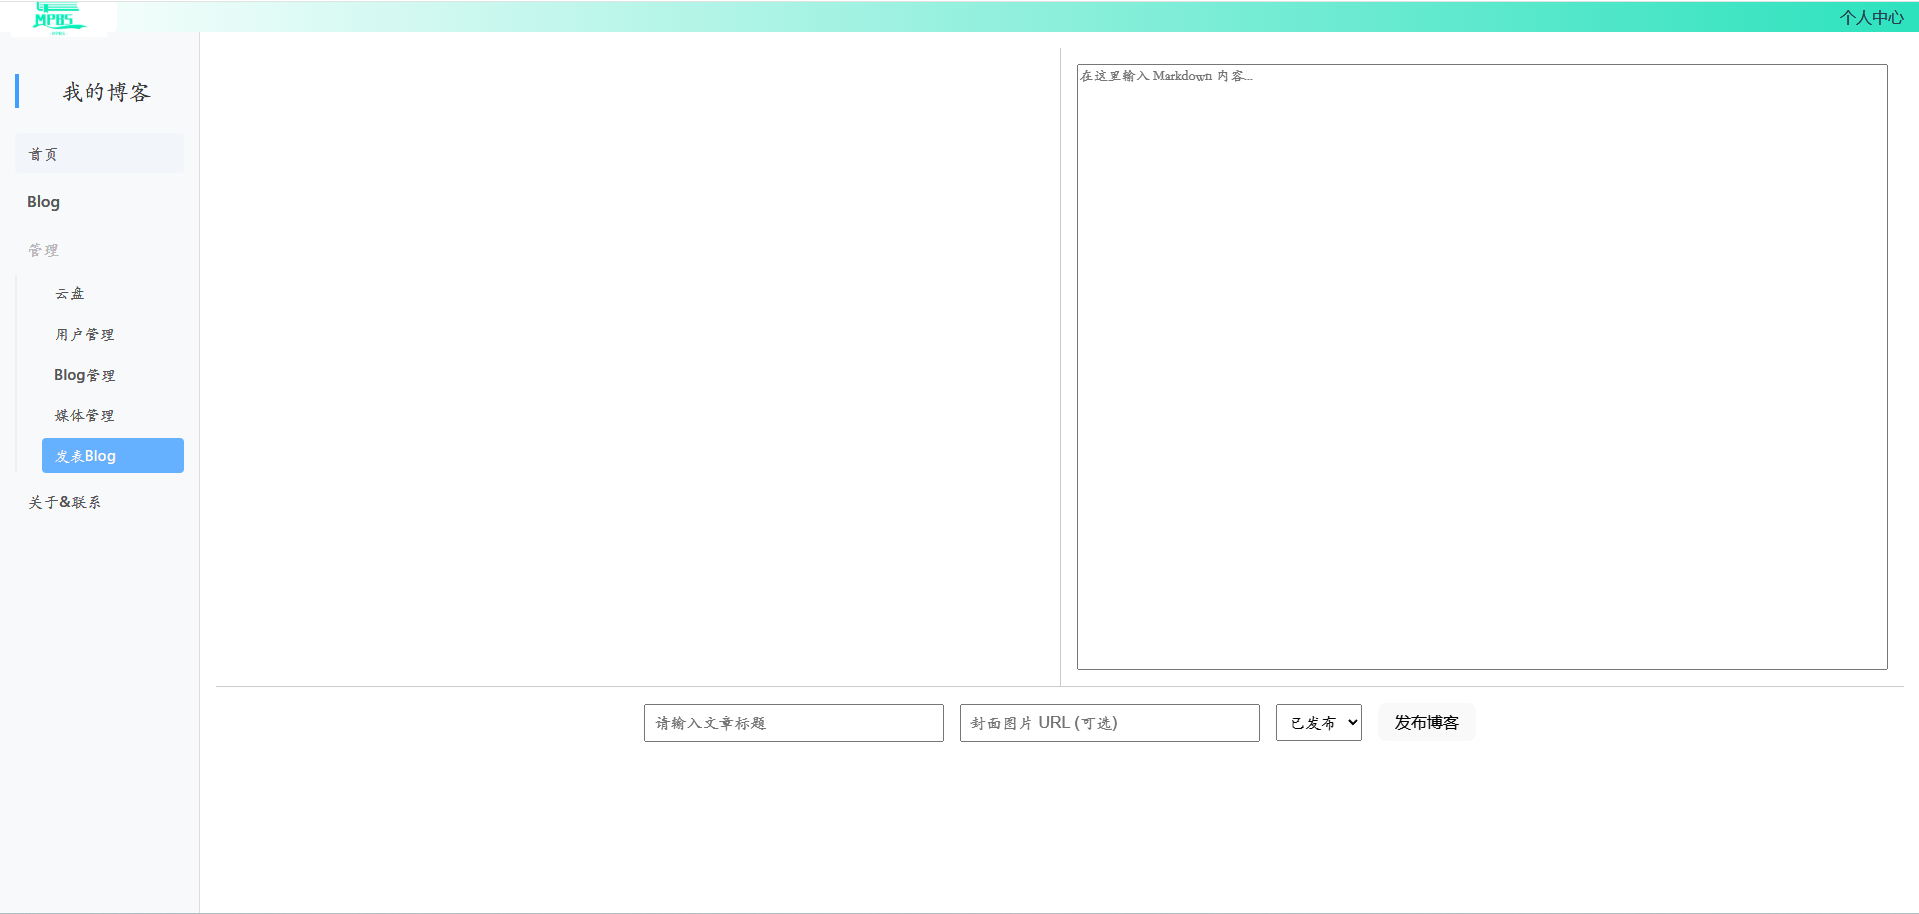 MPBS
个人中心
我的博客
首页
Blog
管理
云盘
用户管理
Blog管理
媒体管理
发表Blog
关于&联系
在这里输入 Markdown 内容...
请输入文章标题
封面图片 URL (可选)
已发布
发布博客